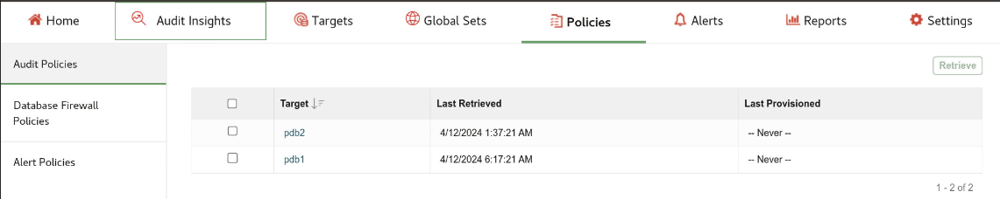 Home Audit Insights Targets Global Sets Policies Alerts Reports Settings
Audit Policies
Retrieve
Target Last Retrieved Last Provisioned
Database Firewall
Policies
pdb2 4/12/2024 1:37:21 AM -- Never --
pdb1 4/12/2024 6:17:21 AM -- Never --
Alert Policies
1 - 2 of 2